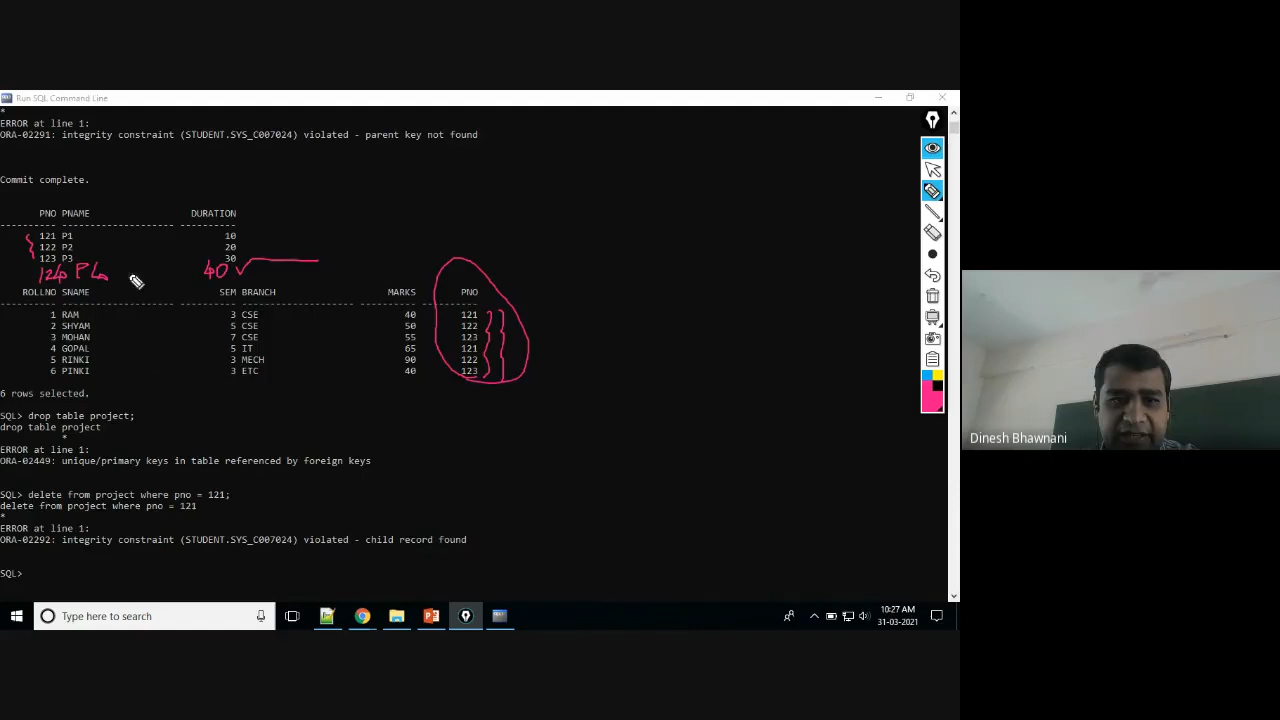 Run SQL Command Line
*
ERROR at line 1:
ORA-02291: integrity constraint (STUDENT.SYS_C007024) violated - parent key not found
Commit complete.
PNO PNAME DURATION
---------- -------------------- ----------
121 P1 10
122 P2 20
123 P3 30
124 P4 40
ROLLNO SNAME SEM BRANCH MARKS PNO
---------- -------------------- ---------- -------------------- ---------- ----------
1 RAM 3 CSE 40 121
2 SHYAM 5 CSE 50 122
3 MOHAN 7 CSE 55 123
4 GOPAL 5 IT 65 121
5 RINKI 3 MECH 90 122
6 PINKI 3 ETC 40 123
6 rows selected.
SQL> drop table project;
drop table project
*
ERROR at line 1:
ORA-02449: unique/primary keys in table referenced by foreign keys
SQL> delete from project where pno = 121;
delete from project where pno = 121
*
ERROR at line 1:
ORA-02292: integrity constraint (STUDENT.SYS_C007024) violated - child record found
SQL>
Dinesh Bhawnani
Type here to search
10:27 AM
31-03-2021